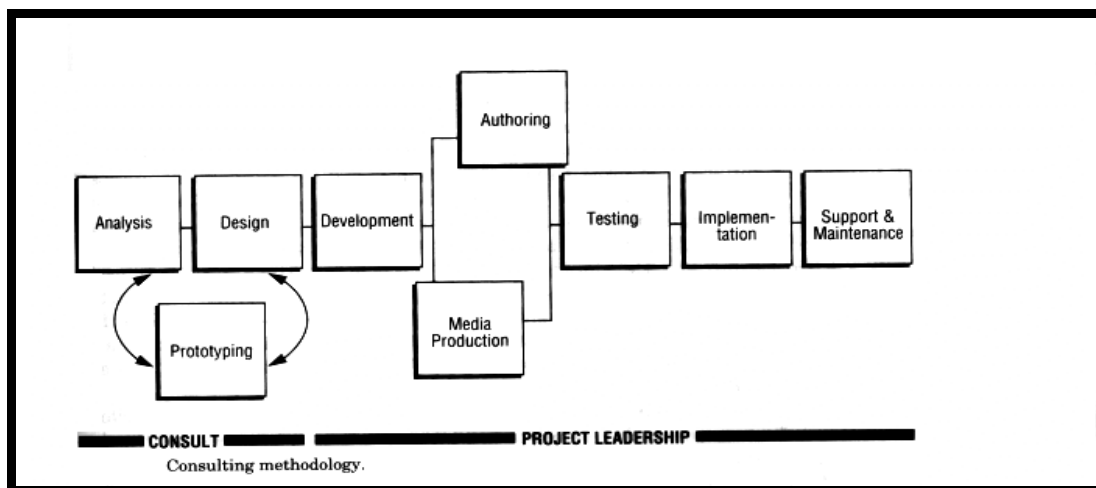 Authoring
Analysis
Design
Development
Testing
Implemen-
tation
Support &
Maintenance
Prototyping
Media
Production
CONSULT
PROJECT LEADERSHIP
Consulting methodology.